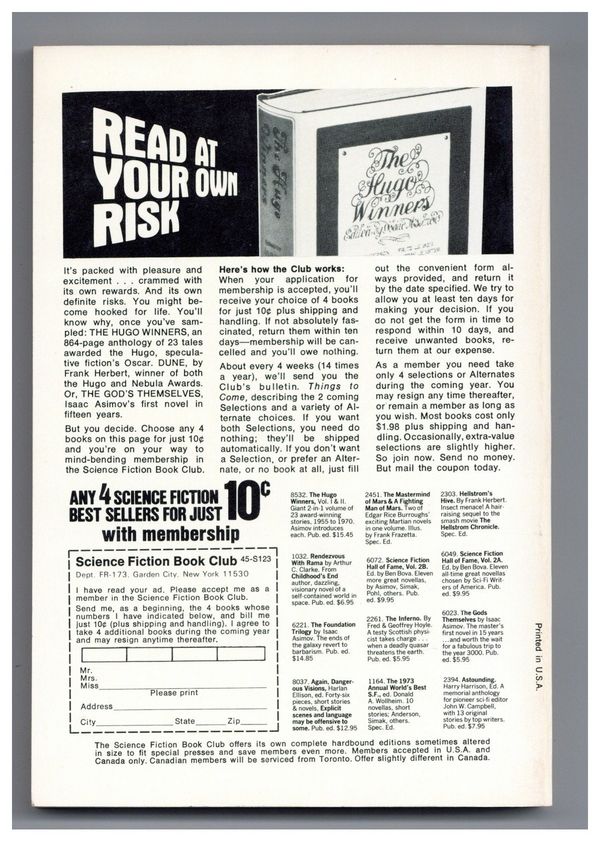 READ AT
YOUR OWN
RISK
The Hugo Winners
The
Hugo
Winners
It's packed with pleasure and
excitement . . . crammed with
its own rewards. And its own
definite risks. You might be-
come hooked for life. You'll
know why, once you've sam-
pled: THE HUGO WINNERS, an
864-page anthology of 23 tales
awarded the Hugo, specula-
tive fiction's Oscar. DUNE, by
Frank Herbert, winner of both
the Hugo and Nebula Awards.
Or, THE GOD'S THEMSELVES,
Isaac Asimov's first novel in
fifteen years.
But you decide. Choose any 4
books on this page for just 10¢
and you're on your way to
mind-bending membership in
the Science Fiction Book Club.
Here's how the Club works:
When your application for
membership is accepted, you'll
receive your choice of 4 books
for just 10¢ plus shipping and
handling. If not absolutely fas-
cinated, return them within ten
days—membership will be can-
celled and you'll owe nothing.
About every 4 weeks (14 times
a year), we'll send you the
Club's bulletin. Things to
Come, describing the 2 coming
Selections and a variety of Al-
ternate choices. If you want
both Selections, you need do
nothing; they'll be shipped
automatically. If you don't want
a Selection, or prefer an Alter-
nate, or no book at all, just fill
out the convenient form al-
ways provided, and return it
by the date specified. We try to
allow you at least ten days for
making your decision. If you
do not get the form in time to
respond within 10 days, and
receive unwanted books, re-
turn them at our expense.
As a member you need take
only 4 selections or Alternates
during the coming year. You
may resign any time thereafter,
or remain a member as long as
you wish. Most books cost only
$1.98 plus shipping and han-
dling. Occasionally, extra-value
selections are slightly higher.
So join now. Send no money.
But mail the coupon today.
ANY 4 SCIENCE FICTION
BEST SELLERS FOR JUST 10¢
with membership
Science Fiction Book Club 45-S123
Dept. FR-173, Garden City, New York 11530
I have read your ad. Please accept me as a
member in the Science Fiction Book Club.
Send me, as a beginning, the 4 books whose
numbers I have indicated below, and bill me
just 10¢ (plus shipping and handling). I agree to
take 4 additional books during the coming year
and may resign anytime thereafter.
Mr.
Mrs.
Miss
Please print
Address
City State Zip
8532. The Hugo
Winners, Vol. I & II.
Giant 2-in-1 volume of
23 award-winning
stories, 1955 to 1970.
Asimov introduces
each. Pub. ed. $15.45
1032. Rendezvous
With Rama by Arthur
C. Clarke. From
Childhood's End
author, dazzling,
visionary novel of a
self-contained world in
space. Pub. ed. $6.95
6221. The Foundation
Trilogy by Isaac
Asimov. The ends of
the galaxy revert to
barbarism. Pub. ed.
$14.85
8037. Again, Danger-
ous Visions, Harlan
Ellison, ed. Forty-six
pieces, short stories
& novels, Explicit
scenes and language
may be offensive to
some. Pub. ed. $12.95
2451. The Mastermind
of Mars & A Fighting
Man of Mars. Two of
Edgar Rice Burroughs'
exciting Martian novels
in one volume. Illus.
by Frank Frazetta.
Spec. Ed.
6072. Science Fiction
Hall of Fame, Vol. 2B.
Ed. by Ben Bova. Eleven
more great novellas,
by Asimov, Simak,
Pohl, others. Pub.
ed. $9.95
2261. The Inferno. By
Fred & Geoffrey Hoyle.
A testy Scottish physi-
cist takes charge . . .
when a deadly quasar
threatens the earth.
Pub. ed. $5.95
1164. The 1973
Annual World's Best
S.F., ed. Donald
A. Wollheim. 10
novellas, short
stories; Anderson,
Simak, others.
Spec. Ed.
2303. Hellstrom's
Hive. By Frank Herbert.
Insect menace! A hair-
raising sequel to the
smash movie The
Hellstrom Chronicle.
Spec. Ed.
6049. Science Fiction
Hall of Fame, Vol. 2A.
Ed. by Ben Bova. Eleven
all-time great novellas
chosen by Sci-Fi Writ-
ers of America. Pub.
ed. $9.95
6023. The Gods
Themselves by Isaac
Asimov. The master's
first novel in 15 years
. . . and worth the wait
for a fabulous trip to
the year 3000. Pub.
ed. $5.95
2394. Astounding.
Harry Harrison, Ed. A
memorial anthology
for pioneer sci-fi editor
John W. Campbell,
with 13 original
stories by top writers.
Pub. ed. $7.95
Printed in U.S.A.
The Science Fiction Book Club offers its own complete hardbound editions sometimes altered
in size to fit special presses and save members even more. Members accepted in U.S.A. and
Canada only. Canadian members will be serviced from Toronto. Offer slightly different in Canada.